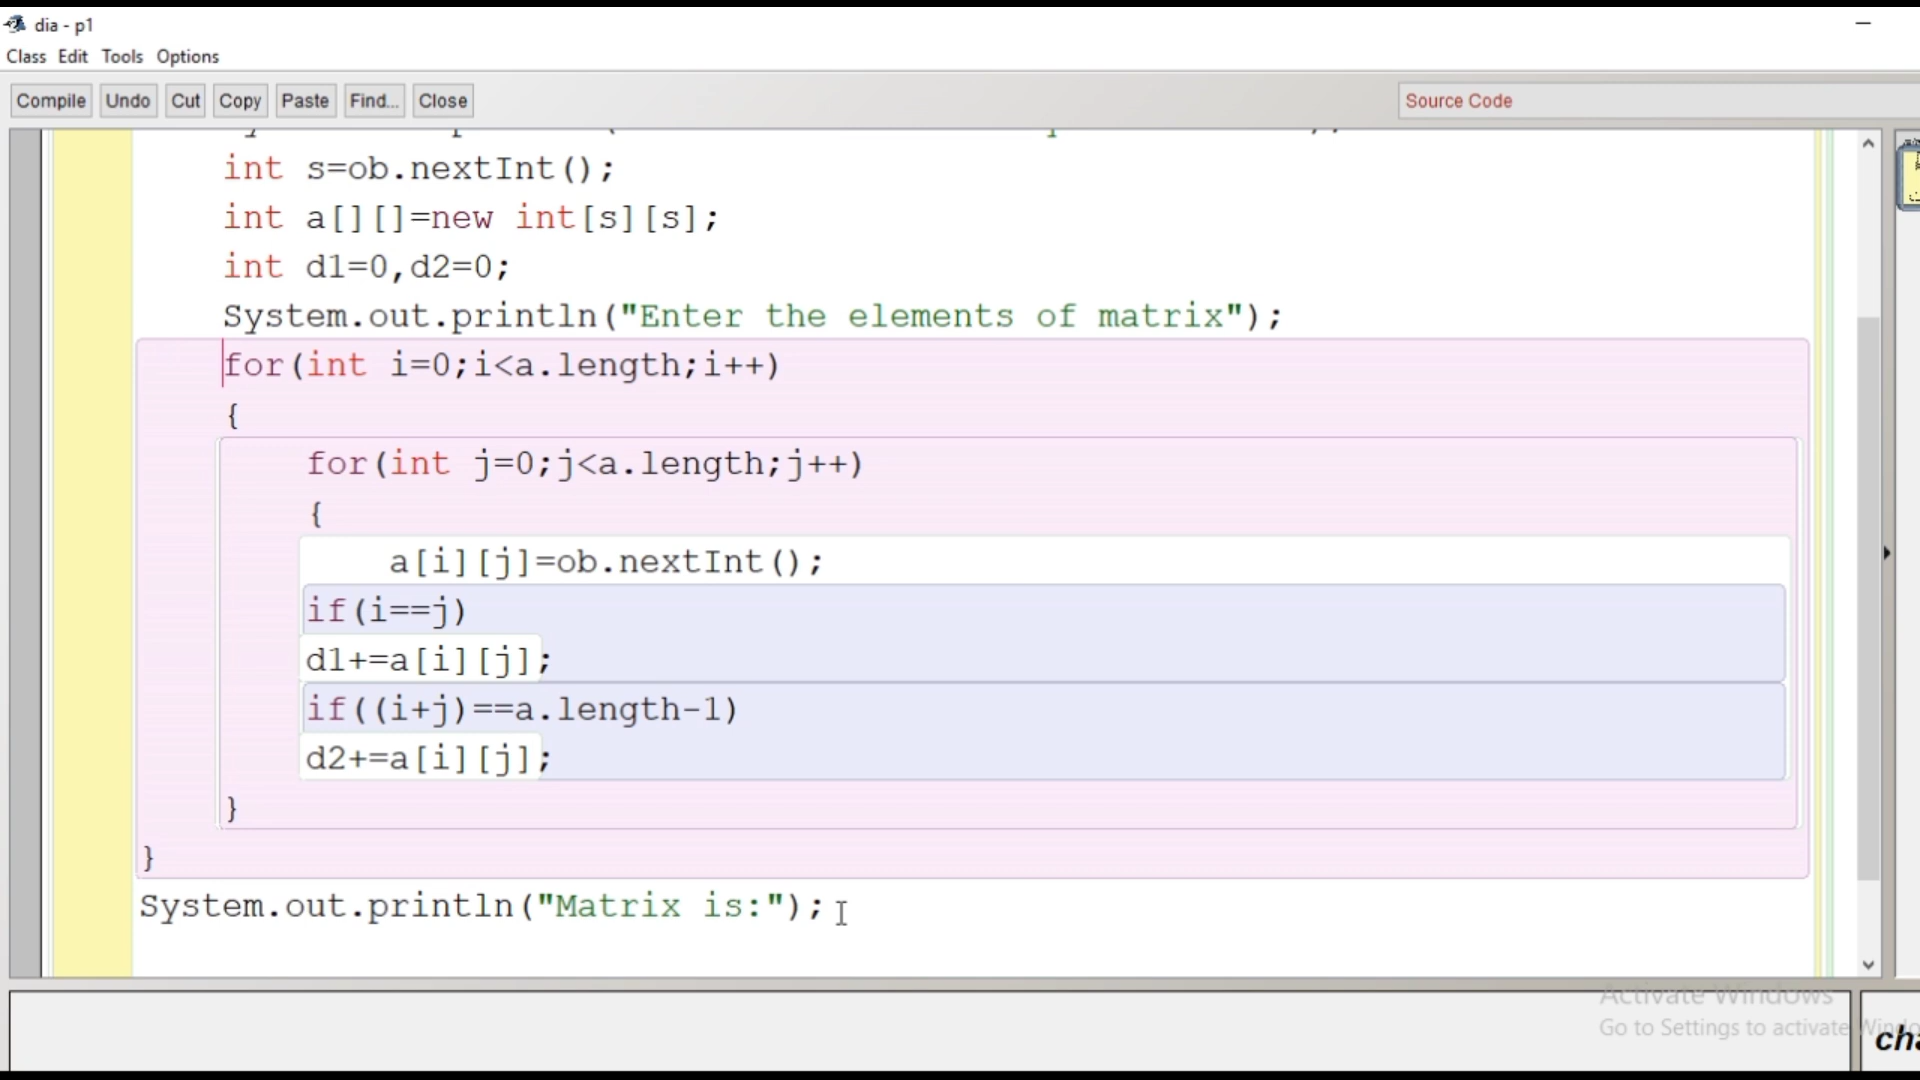 dia - p1
Class Edit Tools Options
Compile Undo Cut Copy Paste Find... Close
Source Code
int s=ob.nextInt();
int a[][]=new int[s][s];
int d1=0,d2=0;
System.out.println("Enter the elements of matrix");
for(int i=0;i<a.length;i++)
{
for(int j=0;j<a.length;j++)
{
a[i][j]=ob.nextInt();
if(i==j)
d1+=a[i][j];
if((i+j)==a.length-1)
d2+=a[i][j];
}
}
System.out.println("Matrix is:");
Activate Windows
Go to Settings to activate